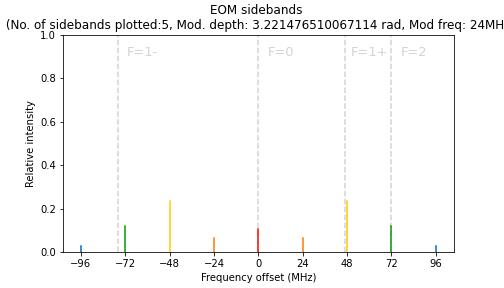 EOM sidebands
(No. of sidebands plotted:5, Mod. depth: 3.221476510067114 rad, Mod freq: 24MH
1.0
F=1-
F=0
F=1+
F=2
0.8
0.6
Relative intensity
0.4
0.2
0.0
−96
−72
−48
−24
0
24
48
72
96
Frequency offset (MHz)